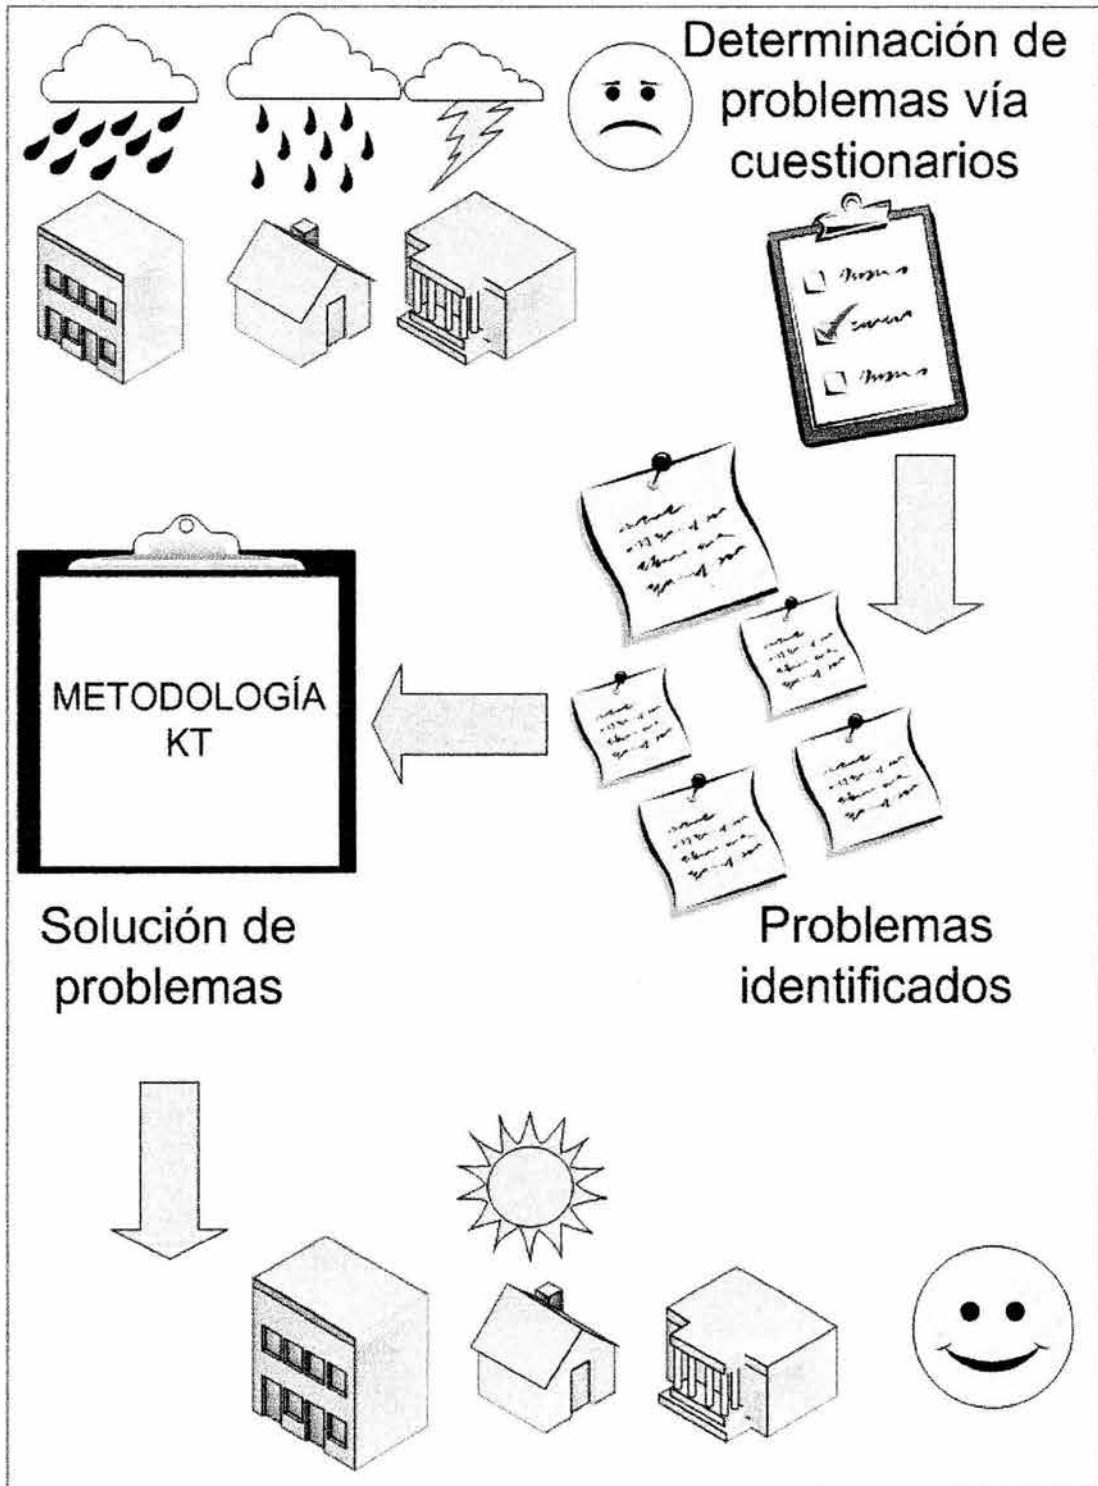 Determinación de
problemas vía
cuestionarios
METODOLOGÍA
KT
Solución de
problemas
Problemas
identificados